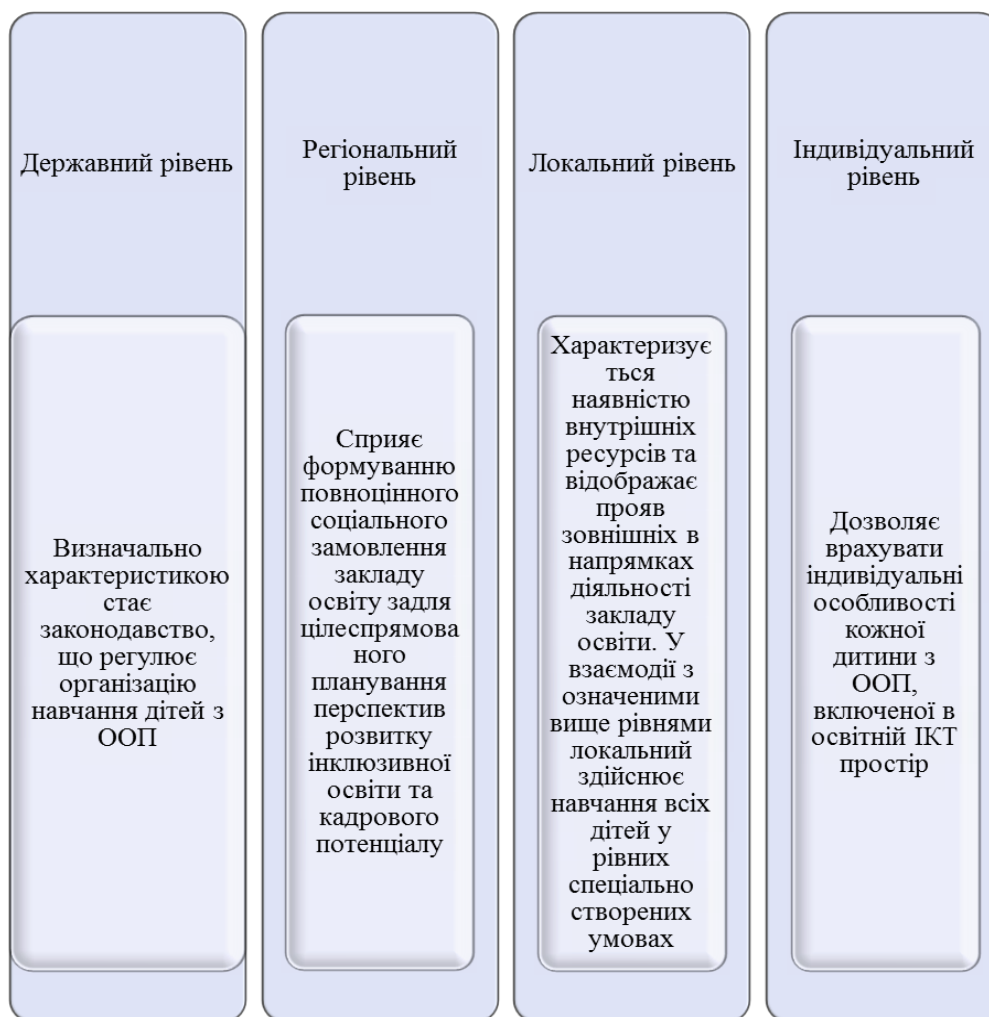 Державний рівень
Визначально
характеристикою
стає
законодавство,
що регулює
організацію
навчання дітей з
ООП
Регіональний
рівень
Сприяє
формуванню
повноцінного
соціального
замовлення
закладу
освіту задля
цілеспрямова
ного
планування
перспектив
розвитку
інклюзивної
освіти та
кадрового
потенціалу
Локальний рівень
Характеризує
ться
наявністю
внутрішніх
ресурсів та
відображає
прояв
зовнішніх в
напрямках
діяльності
закладу
освіти. У
взаємодії з
означеними
вище рівнями
локальний
здійснює
навчання всіх
дітей у
рівних
спеціально
створених
умовах
Індивідуальний
рівень
Дозволяє
врахувати
індивідуальні
особливості
кожної
дитини з
ООП,
включеної в
освітній ІКТ
простір